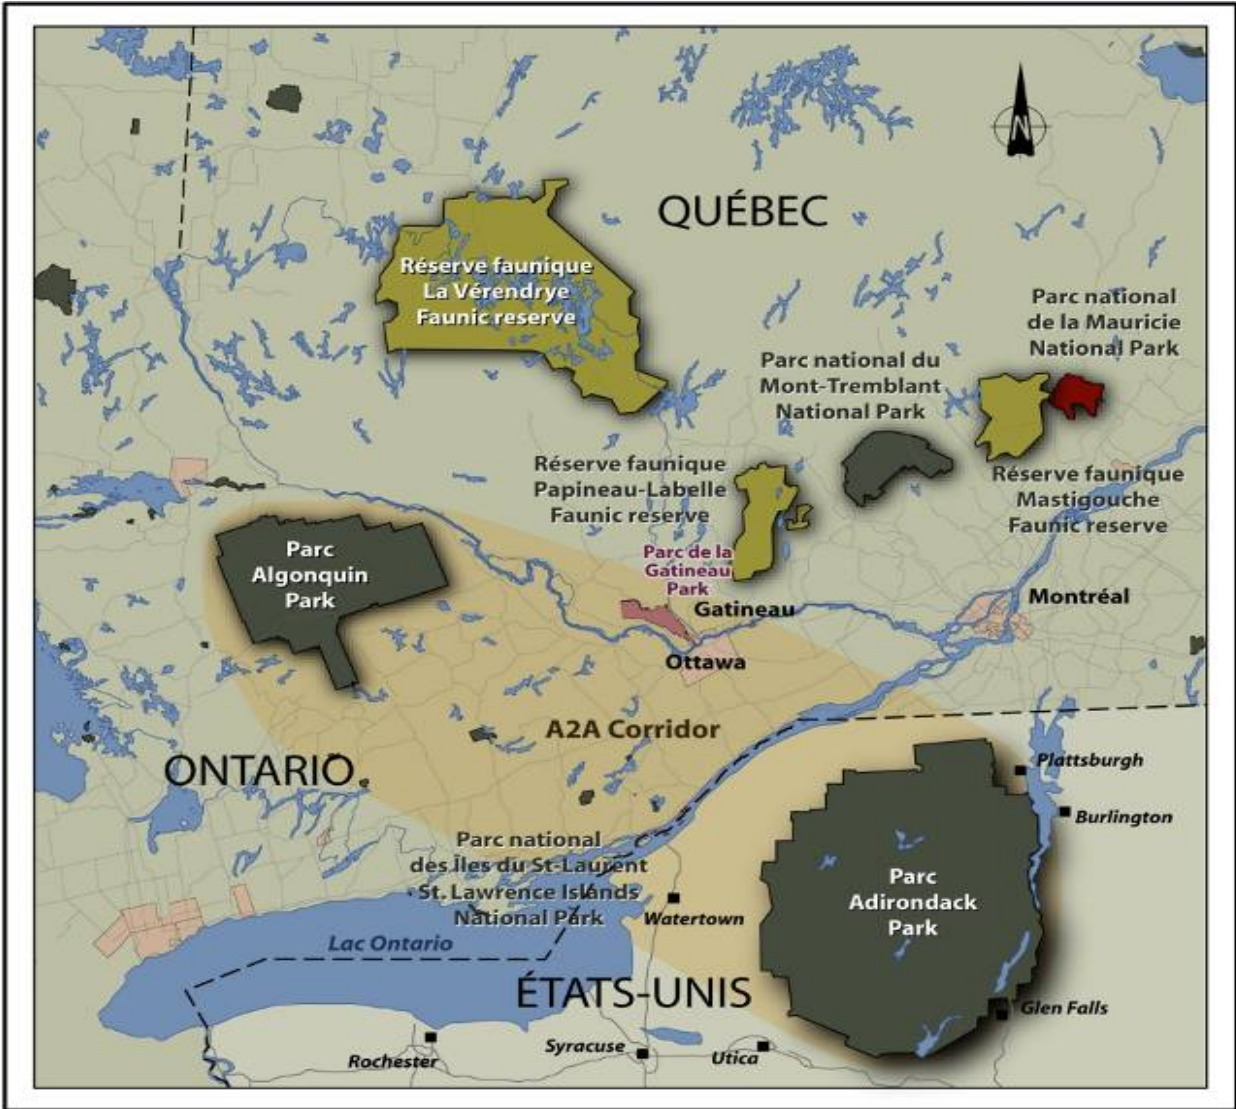 N
QUÉBEC
Réserve faunique
La Vérendrye
Faunic reserve
Parc national
de la Mauricie
National Park
Parc national du
Mont-Tremblant
National Park
Réserve faunique
Papineau-Labelle
Faunic reserve
Réserve faunique
Mastigouche
Faunic reserve
Parc
Algonquin
Park
Parc de la
Gatineau
Park
Gatineau
Montréal
Ottawa
A2A Corridor
ONTARIO
Plattsburgh
Burlington
Parc national
des Îles du St-Laurent
St. Lawrence Islands
National Park
Parc
Adirondack
Park
Watertown
Lac Ontario
ÉTATS-UNIS
Glen Falls
Rochester
Syracuse
Utica